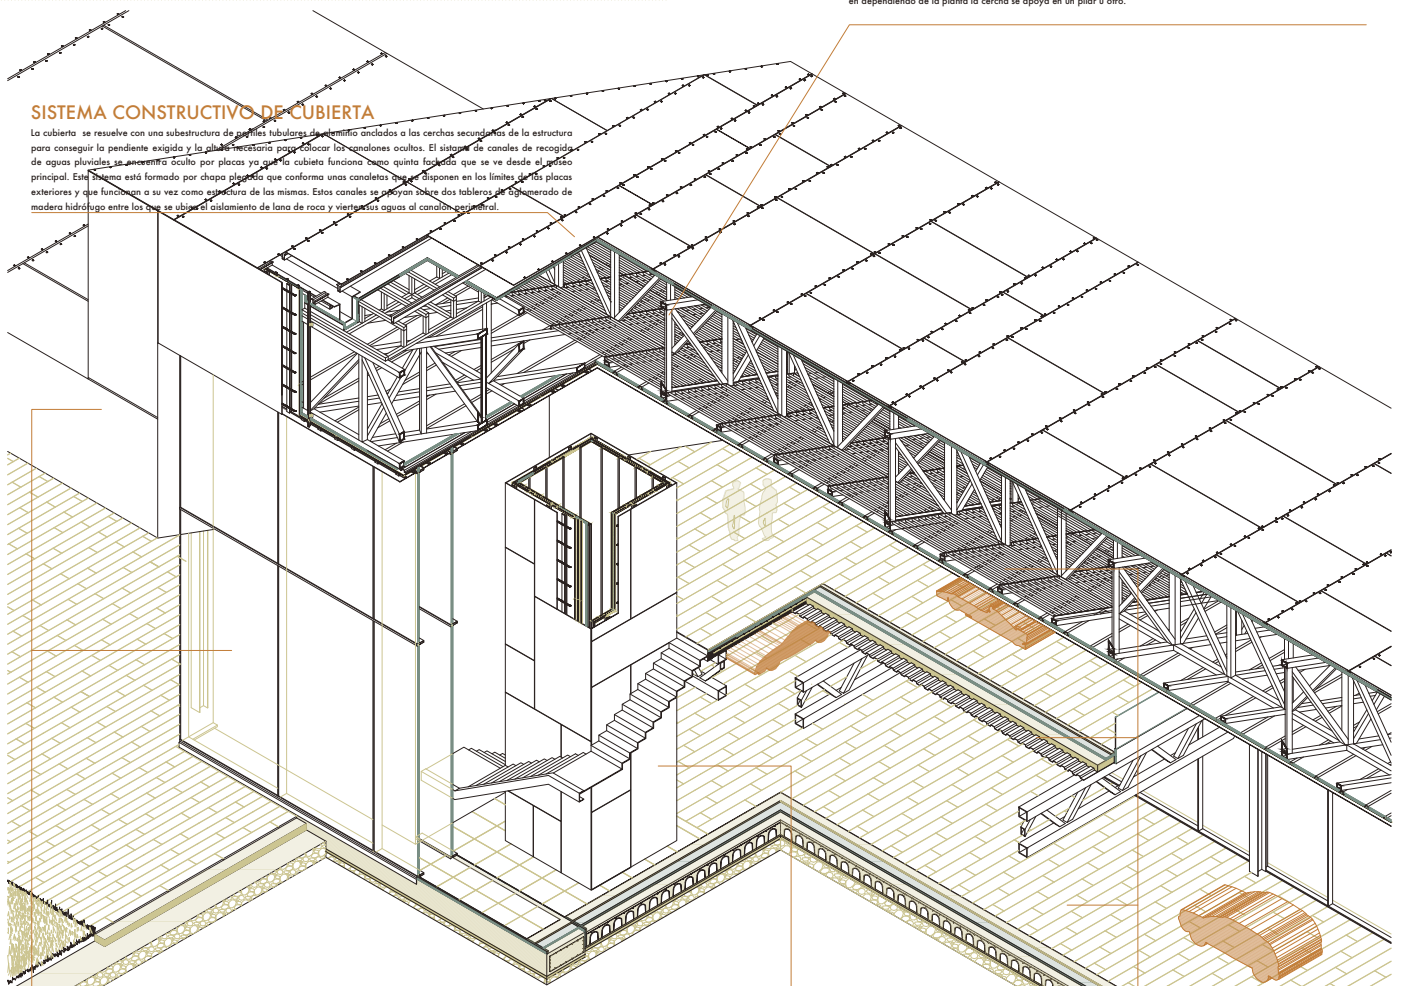 en dependiendo de la planta la cercha se apoya en un pilar u otro.
SISTEMA CONSTRUCTIVO DE CUBIERTA
La cubierta se resuelve con una subestructura de perfiles tubulares de aluminio anclados a las cerchas secundarias de la estructura
para conseguir la pendiente exigida y la altura necesaria para colocar los canalones ocultos. El sistema de canales de recogida
de aguas pluviales se encuentra oculto por placas ya que la cubieta funciona como quinta fachada que se ve desde el museo
principal. Este sistema está formado por chapa plegada que conforma unas canaletas que se disponen en los límites de las placas
exteriores y que funcionan a su vez como estructura de las mismas. Estos canales se apoyan sobre dos tableros de aglomerado de
madera hidrófugo entre los que se ubica el aislamiento de lana de roca y vierten sus aguas al canalón perimetral.